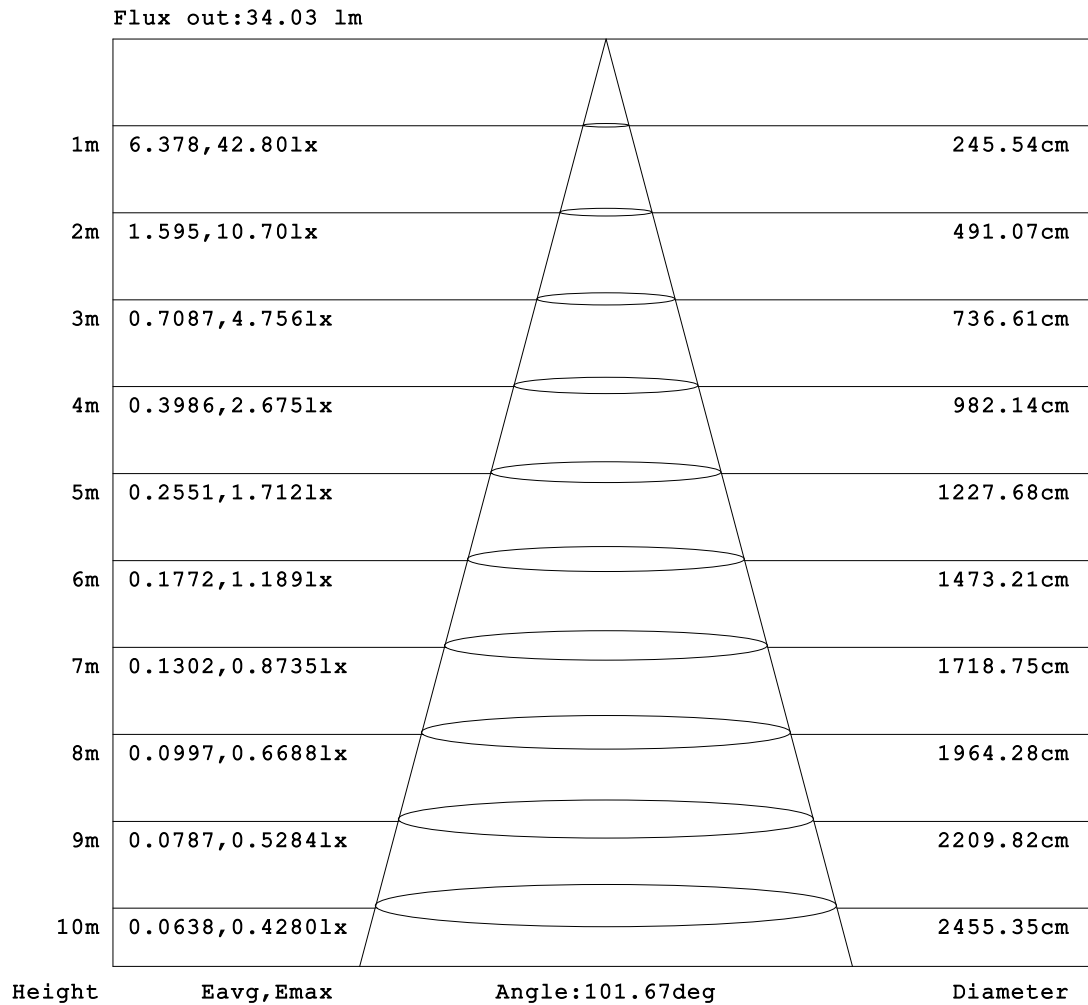 Flux out:34.03 lm
1m 6.378,42.80lx 245.54cm
2m 1.595,10.70lx 491.07cm
3m 0.7087,4.756lx 736.61cm
4m 0.3986,2.675lx 982.14cm
5m 0.2551,1.712lx 1227.68cm
6m 0.1772,1.189lx 1473.21cm
7m 0.1302,0.8735lx 1718.75cm
8m 0.0997,0.6688lx 1964.28cm
9m 0.0787,0.5284lx 2209.82cm
10m 0.0638,0.4280lx 2455.35cm
Height Eavg,Emax Angle:101.67deg Diameter